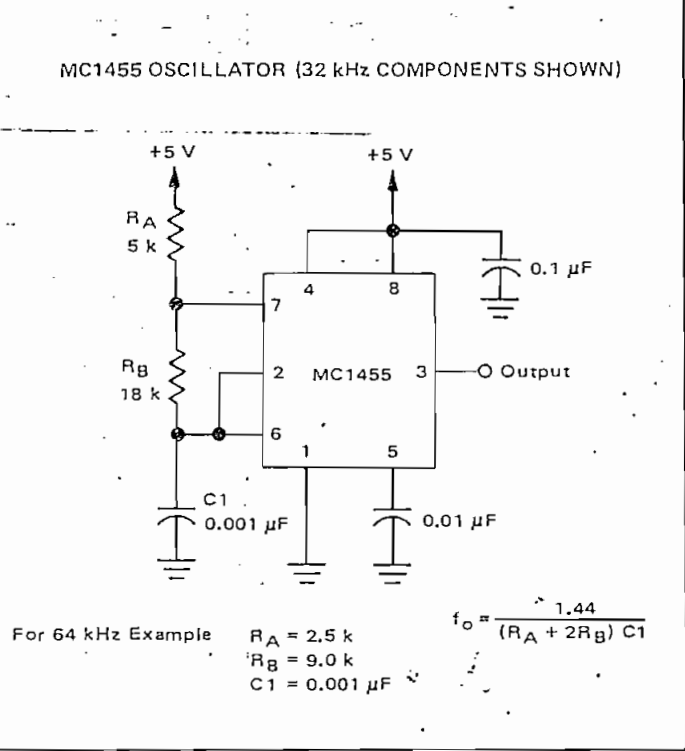 MC1455 OSCILLATOR (32 kHz COMPONENTS SHOWN)
+5 V
+5 V
RA
5 k
0.1 µF
4
8
7
RB
18 k
2
MC1455
3
Output
6
1
5
C1
0.001 µF
0.01 µF
For 64 kHz Example
RA = 2.5 k
RB = 9.0 k
C1 = 0.001 µF
fo = 1.44 / (RA + 2RB) C1